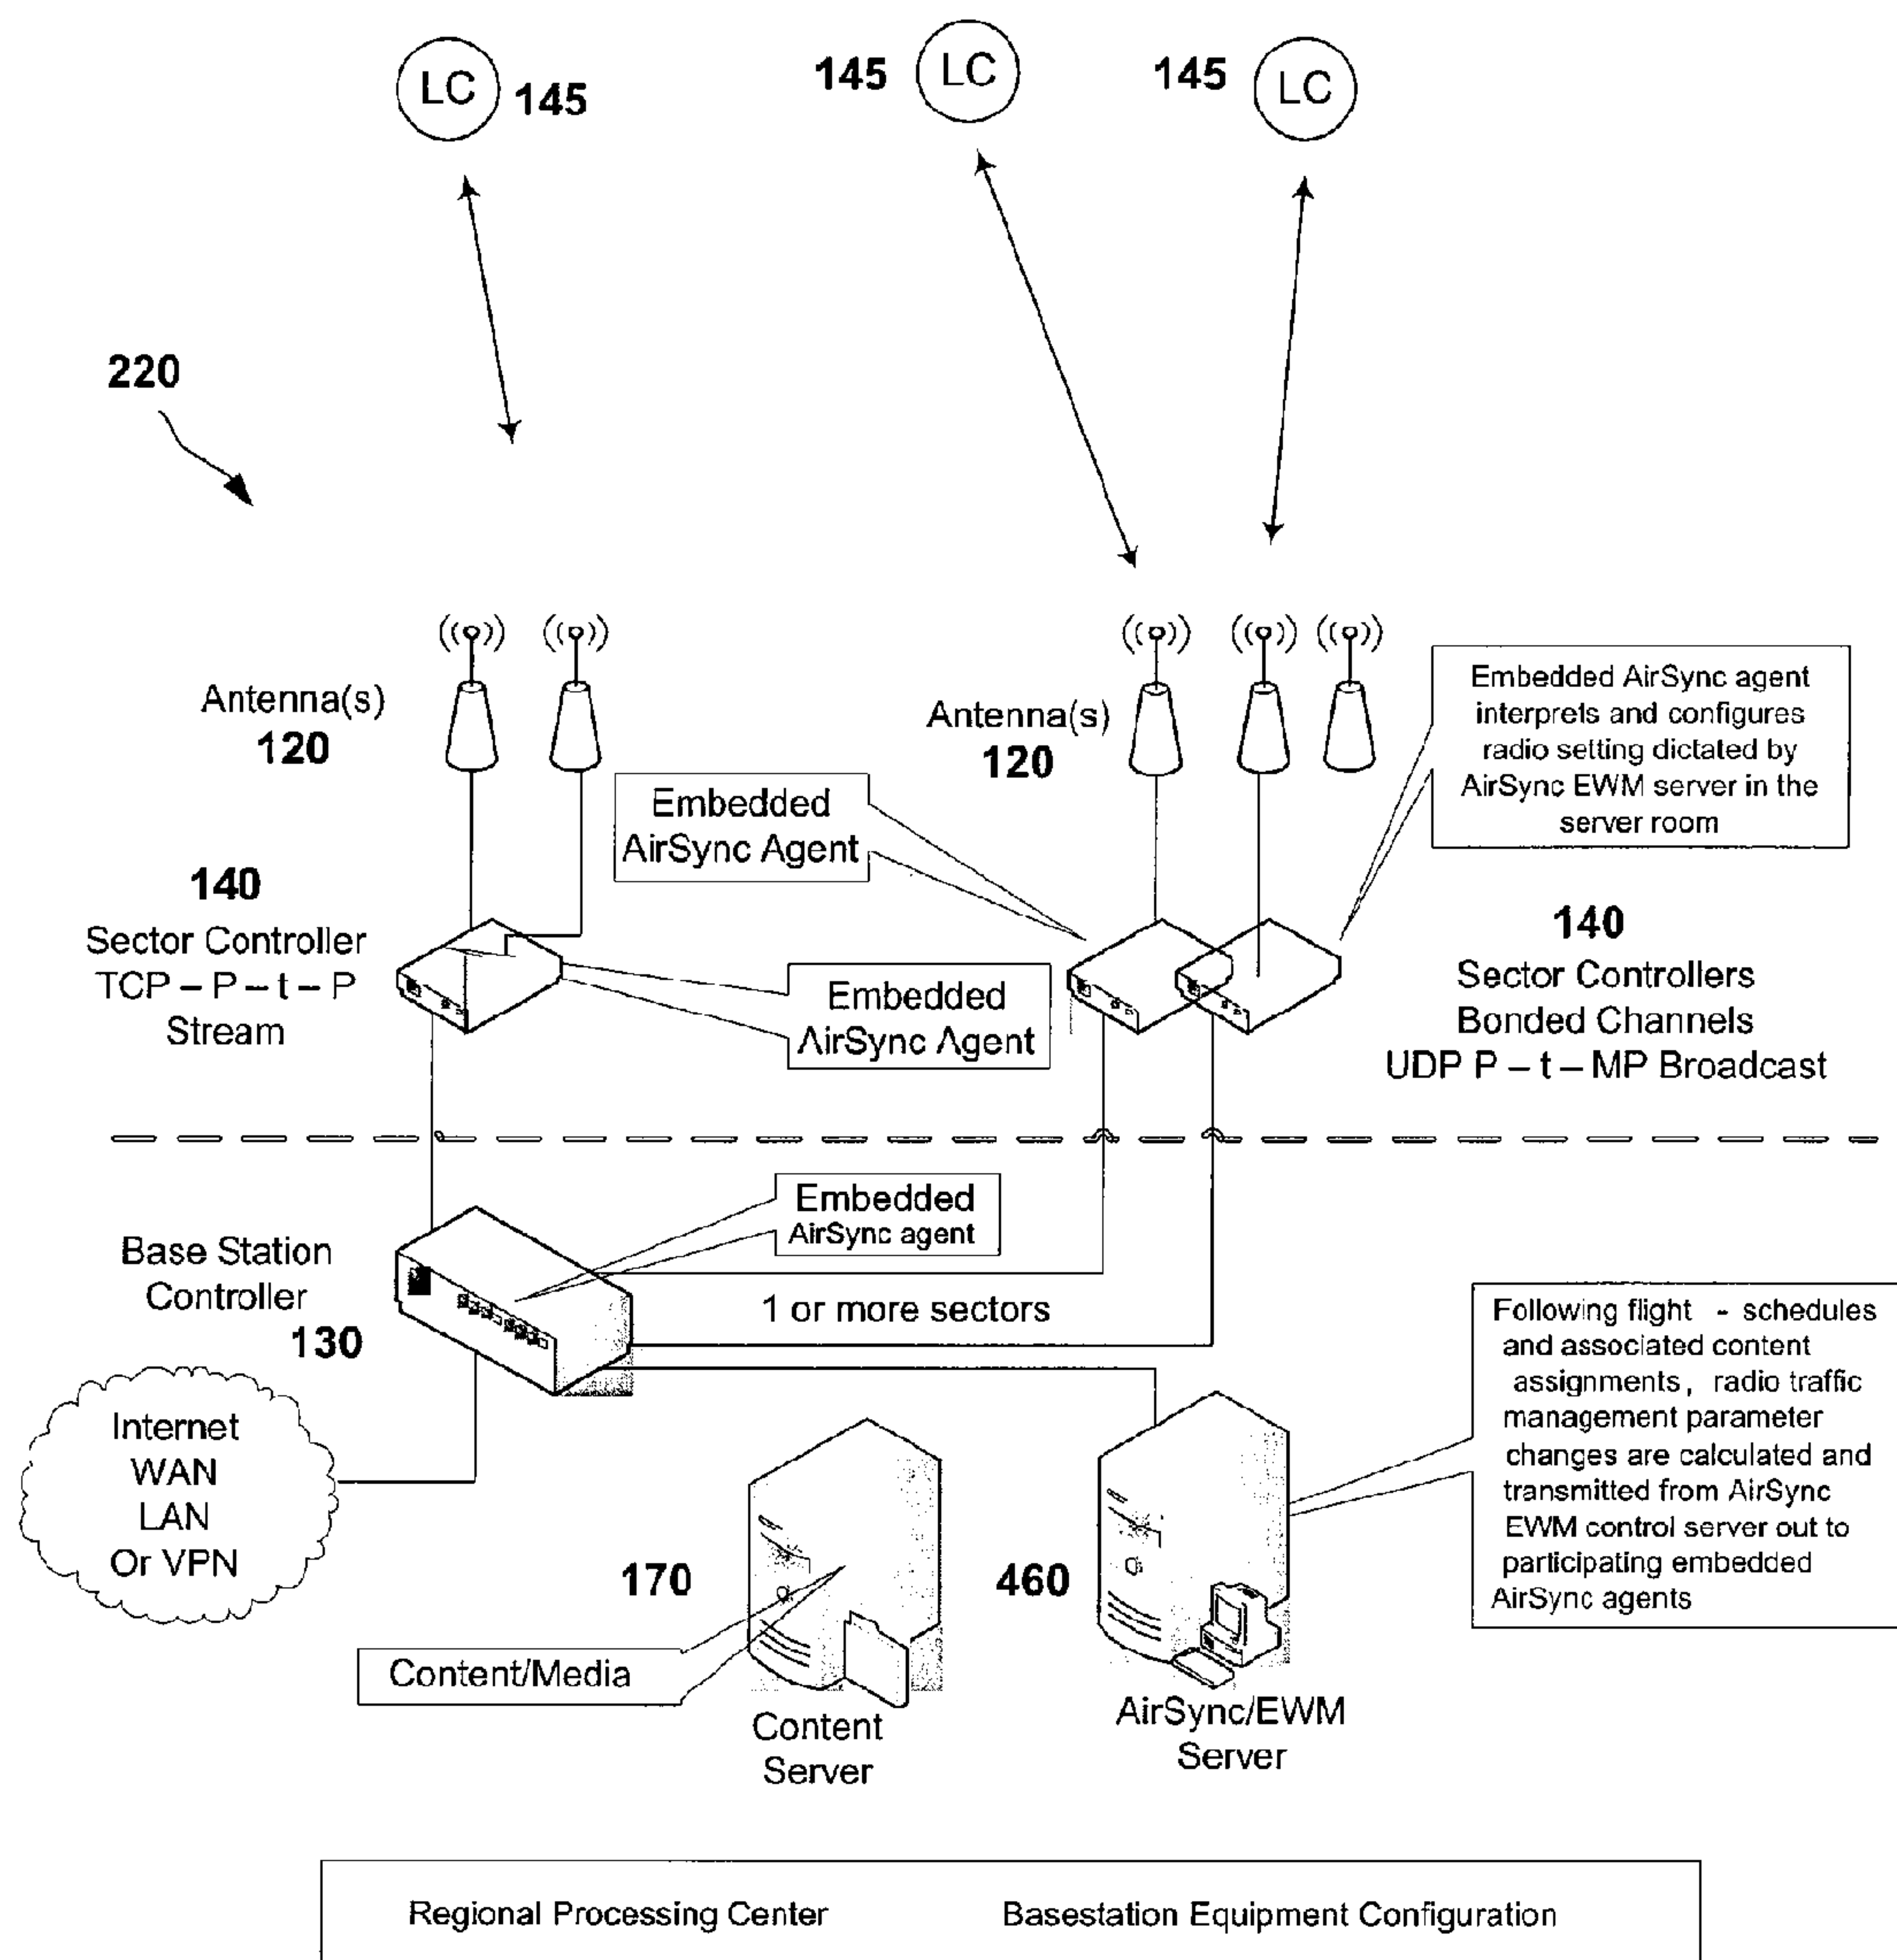 LC
145
145
LC
145
LC
220
Antenna(s)
120
Antenna(s)
120
Embedded AirSync agent
interprets and configures
radio setting dictated by
AirSync EWM server in the
server room
Embedded
AirSync Agent
140
Sector Controller
TCP – P – t – P
Stream
Embedded
AirSync Agent
140
Sector Controllers
Bonded Channels
UDP P – t – MP Broadcast
Embedded
AirSync agent
Base Station
Controller
130
1 or more sectors
Internet
WAN
LAN
Or VPN
Following flight - schedules
and associated content
assignments, radio traffic
management parameter
changes are calculated and
transmitted from AirSync
EWM control server out to
participating embedded
AirSync agents
170
460
Content/Media
Content
Server
AirSync/EWM
Server
Regional Processing Center Basestation Equipment Configuration